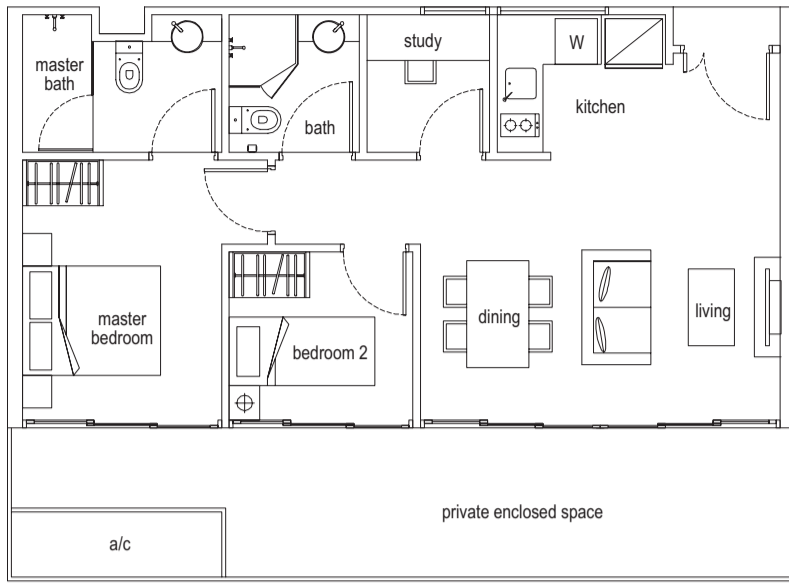 W
study
master
bath
kitchen
bath
master
bedroom
bedroom 2
dining
living
private enclosed space
a/c